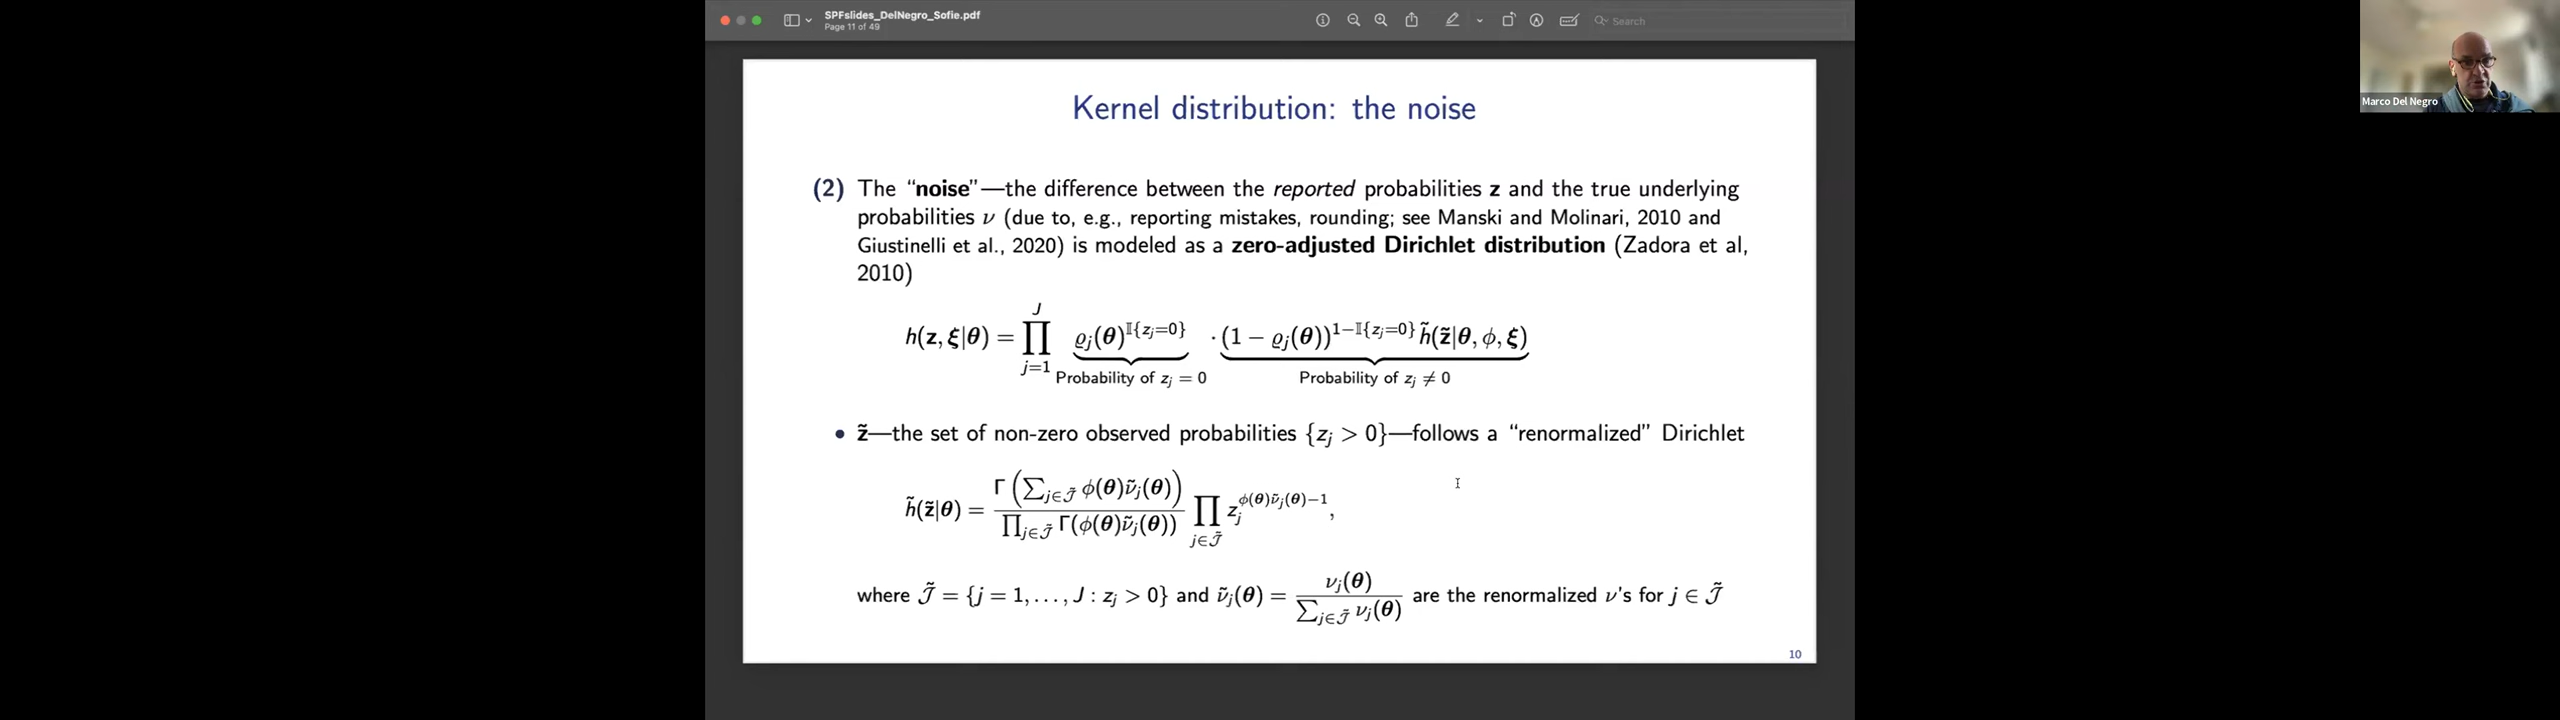 SPFslides_DelNegro_Sofie.pdf
Page 11 of 49
Search
Marco Del Negro
Kernel distribution: the noise
(2) The “noise”—the difference between the reported probabilities z and the true underlying
probabilities ν (due to, e.g., reporting mistakes, rounding; see Manski and Molinari, 2010 and
Giustinelli et al., 2020) is modeled as a zero-adjusted Dirichlet distribution (Zadora et al,
2010)
h(z, ξ|θ) = ∏_{j=1}^{J} ϱ_j(θ)^{𝕀{z_j=0}} · (1 − ϱ_j(θ))^{1−𝕀{z_j=0}} h̃(z̃|θ, ϕ, ξ)
Probability of z_j = 0 Probability of z_j ≠ 0
• z̃—the set of non-zero observed probabilities {z_j > 0}—follows a “renormalized” Dirichlet
h̃(z̃|θ) = Γ(∑_{j∈𝒥̃} ϕ(θ)ν̃_j(θ)) / ∏_{j∈𝒥̃} Γ(ϕ(θ)ν̃_j(θ)) ∏_{j∈𝒥̃} z_j^{ϕ(θ)ν̃_j(θ)−1},
where 𝒥̃ = {j = 1, . . . , J : z_j > 0} and ν̃_j(θ) = ν_j(θ) / ∑_{j∈𝒥̃} ν_j(θ) are the renormalized ν's for j ∈ 𝒥̃
10